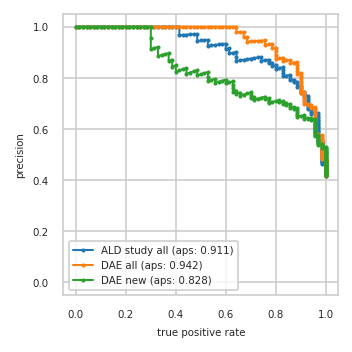 1.0
0.8
0.6
0.4
0.2
0.0
precision
ALD study all (aps: 0.911)
DAE all (aps: 0.942)
DAE new (aps: 0.828)
0.0 0.2 0.4 0.6 0.8 1.0
true positive rate